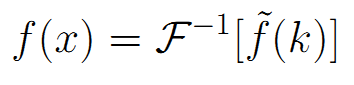 f(x) = ℱ⁻¹[f̃(k)]